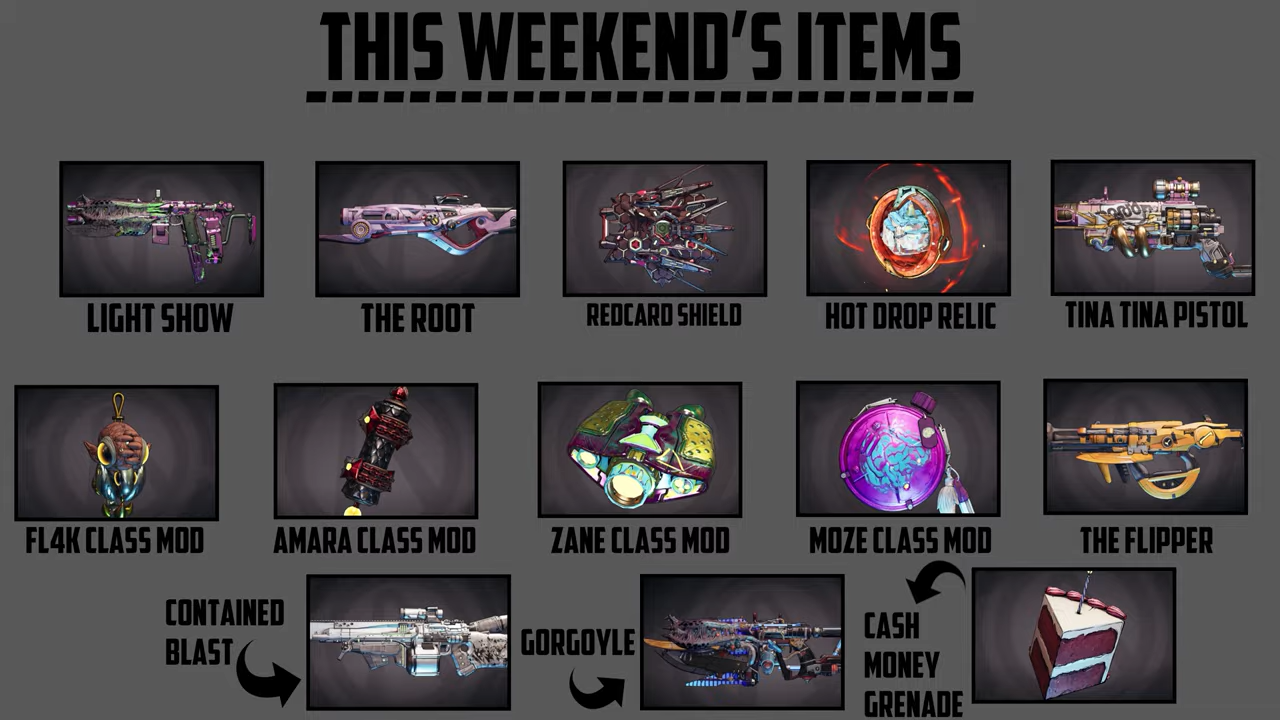 THIS WEEKEND'S ITEMS
LIGHT SHOW
THE ROOT
REDCARD SHIELD
HOT DROP RELIC
TINA TINA PISTOL
FL4K CLASS MOD
AMARA CLASS MOD
ZANE CLASS MOD
MOZE CLASS MOD
THE FLIPPER
CONTAINED
BLAST
GORGOYLE
CASH
MONEY
GRENADE